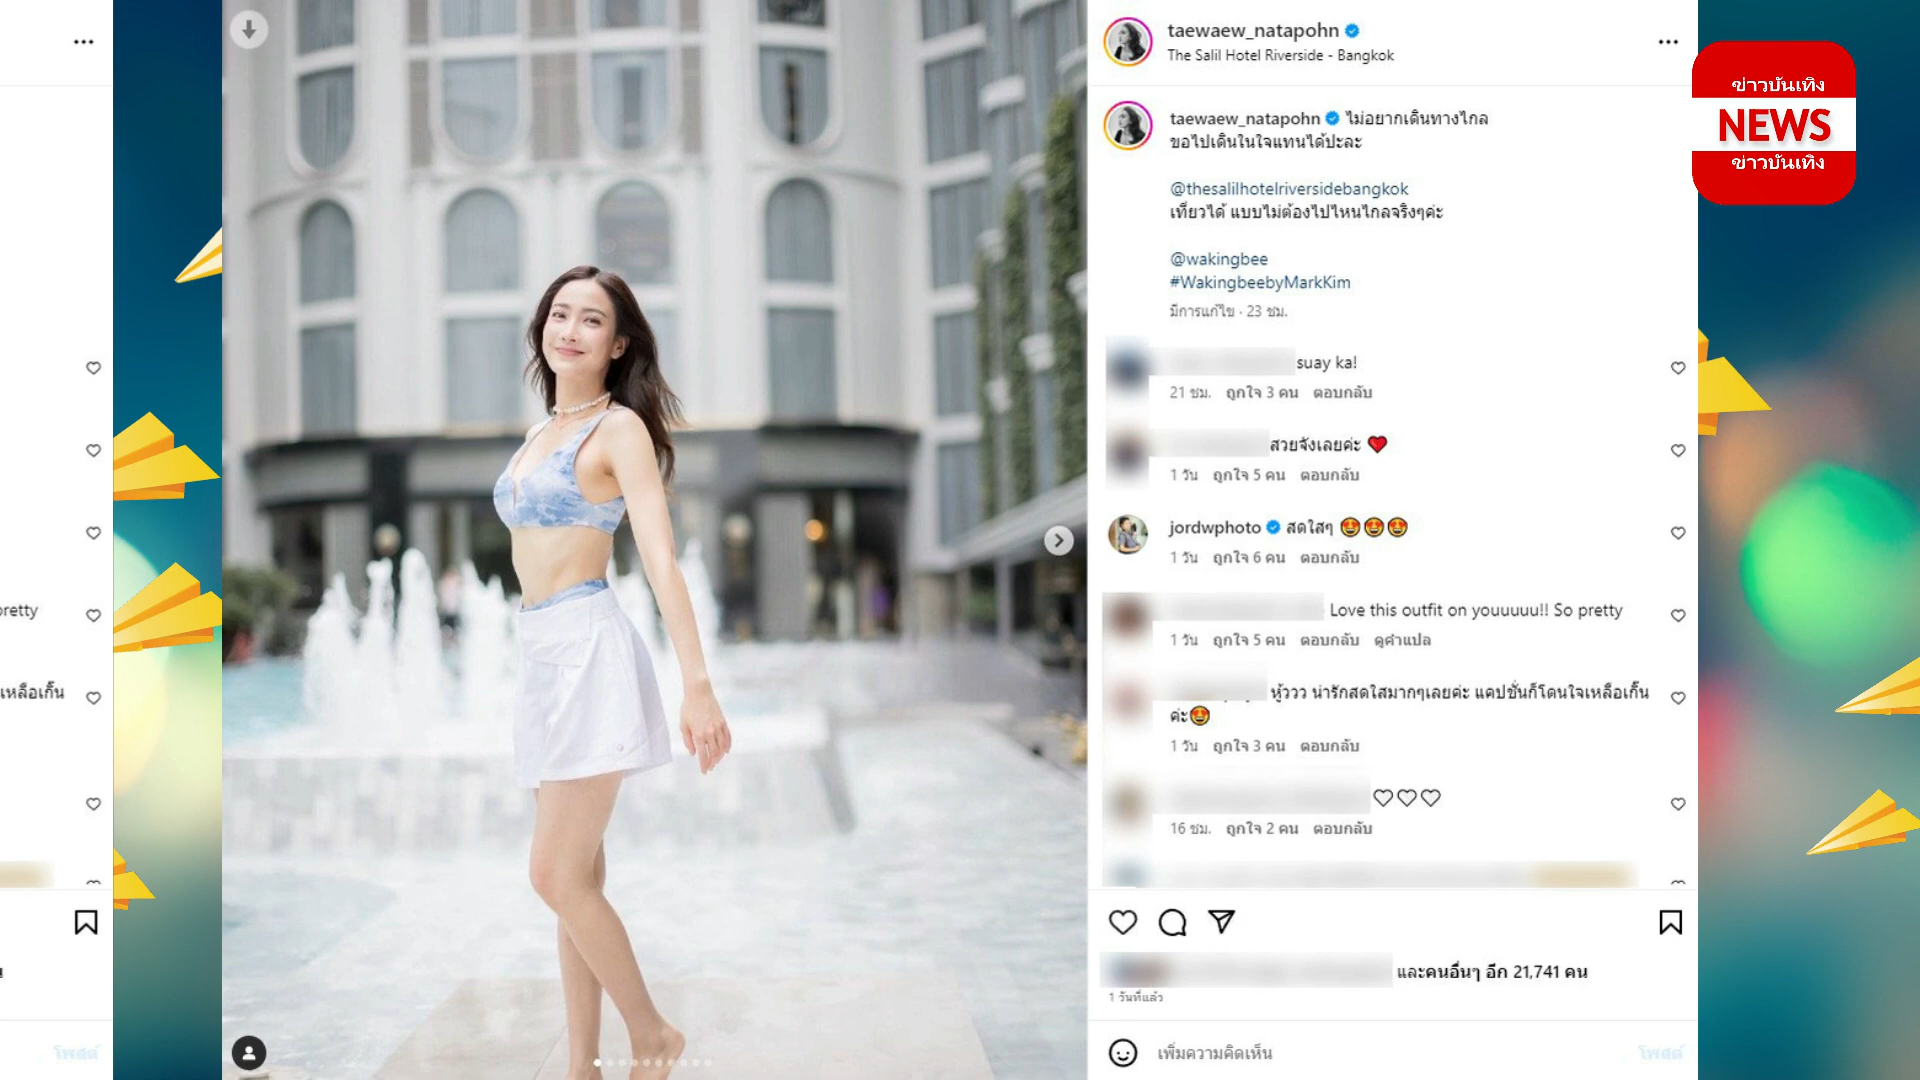 taewaew_natapohn
The Salil Hotel Riverside - Bangkok
ข่าวบันเทิง
NEWS
ข่าวบันเทิง
taewaew_natapohn ไม่อยากเดินทางไกล
ขอไปเดินในใจแทนได้ปะละ
@thesalilhotelriversidebangkok
เที่ยวได้ แบบไม่ต้องไปไหนไกลจริงๆค่ะ
@wakingbee
#WakingbeebyMarkKim
มีการแก้ไข · 23 ชม.
suay ka!
21 ชม. ถูกใจ 3 คน ตอบกลับ
สวยจังเลยค่ะ ❤️
1 วัน ถูกใจ 5 คน ตอบกลับ
jordwphoto สดใสๆ 🤩🤩🤩
1 วัน ถูกใจ 6 คน ตอบกลับ
Love this outfit on youuuuu!! So pretty
1 วัน ถูกใจ 5 คน ตอบกลับ ดูคำแปล
หู้ววว น่ารักสดใสมากๆเลยค่ะ แคปชั่นก็โดนใจเหลือเกิ๊น
ค่ะ🤩
1 วัน ถูกใจ 3 คน ตอบกลับ
♡♡♡
16 ชม. ถูกใจ 2 คน ตอบกลับ
และคนอื่นๆ อีก 21,741 คน
1 วันที่แล้ว
เพิ่มความคิดเห็น
โพสต์
pretty
เหลือเกิ๊น
โพสต์